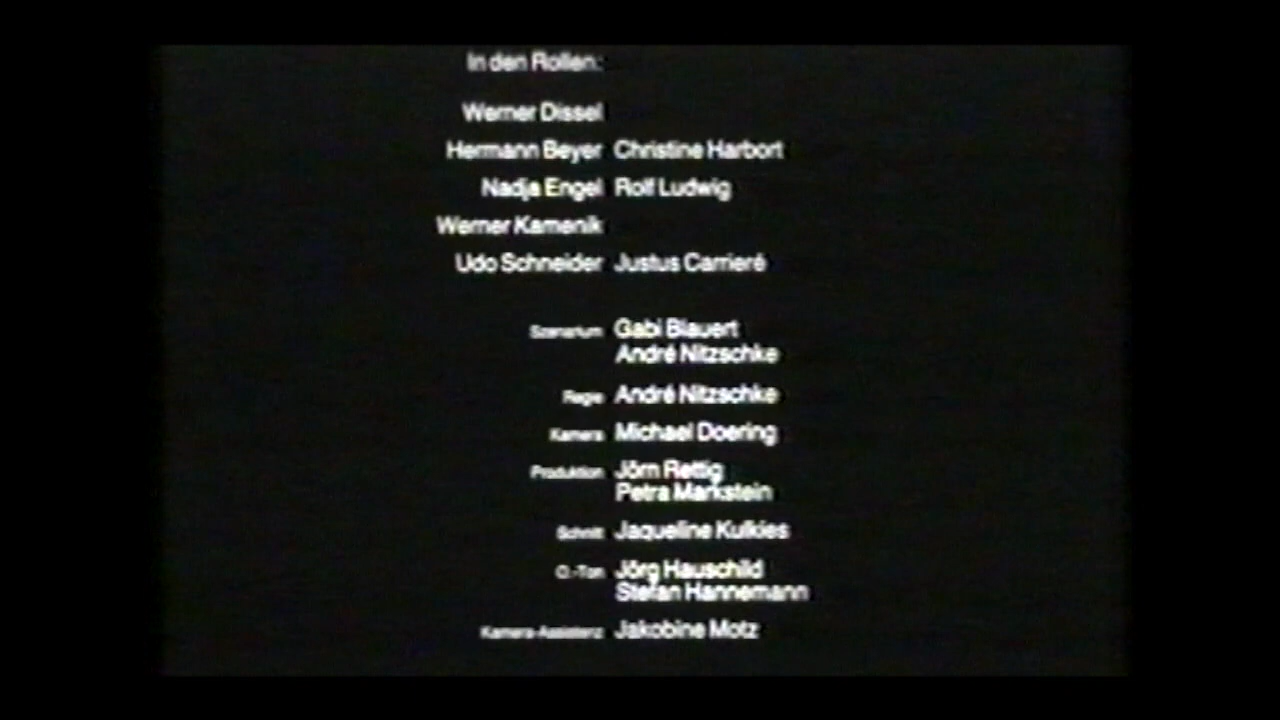 In den Rollen:
Werner Dissel
Hermann Beyer Christine Harbort
Nadja Engel Rolf Ludwig
Werner Kamenik
Udo Schneider Justus Carrieré
Szenarium Gabi Blauert
André Nitzschke
Regie André Nitzschke
Kamera Michael Doering
Produktion Jörn Rettig
Petra Markstein
Schnitt Jaqueline Kulkies
O.-Ton Jörg Hauschild
Stefan Hannemann
Kamera-Assistenz Jakobine Motz